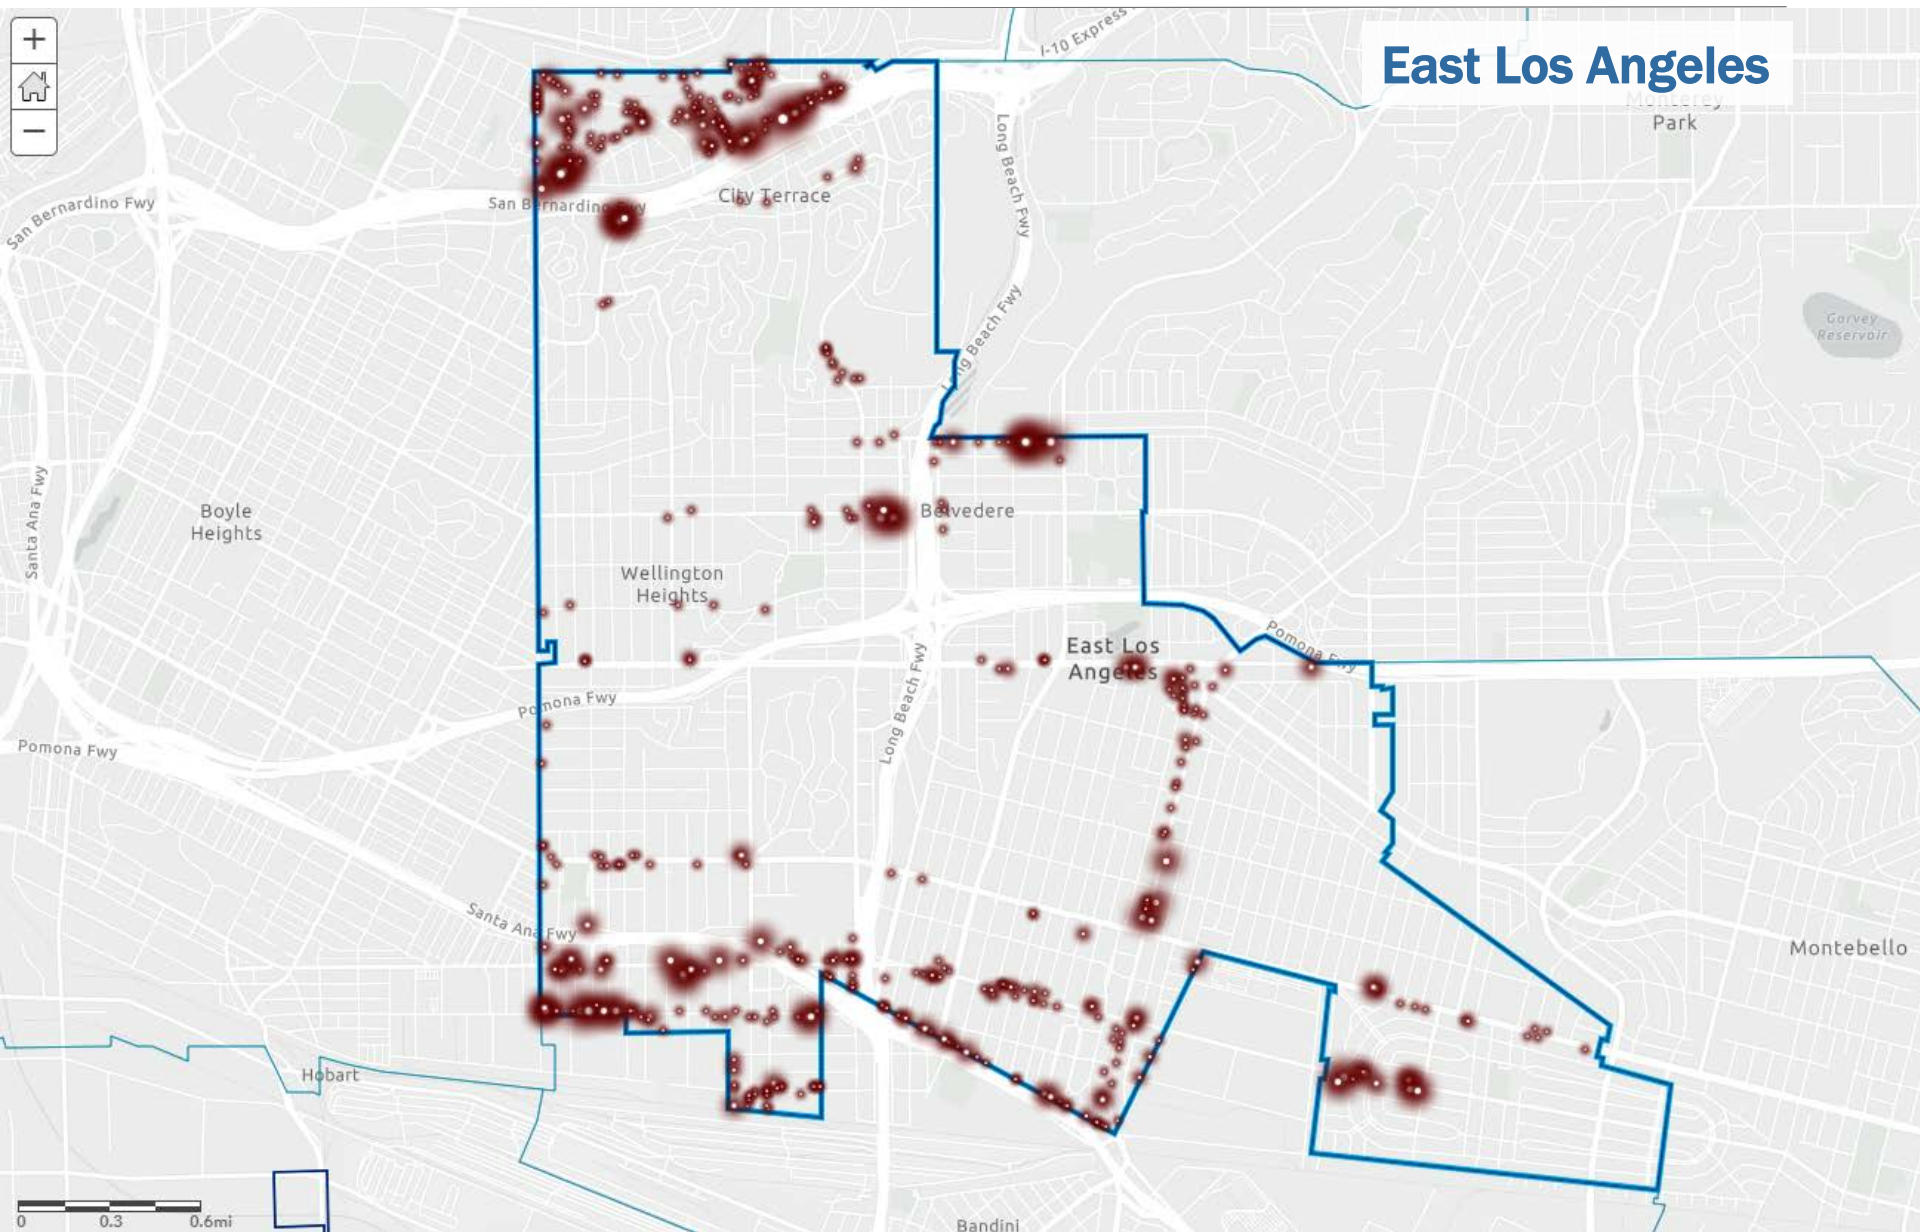 +
−
East Los Angeles
I-10 Express
Monterey
Park
Long Beach Fwy
San Bernardino Fwy
San Bernardino Fwy
City Terrace
Long Beach Fwy
Garvey
Reservoir
Santa Ana Fwy
Boyle
Heights
Belvedere
Wellington
Heights
East Los
Angeles
Pomona Fwy
Long Beach Fwy
Pomona Fwy
Pomona Fwy
Santa Ana Fwy
Montebello
Hobart
0 0.3 0.6mi
Bandini